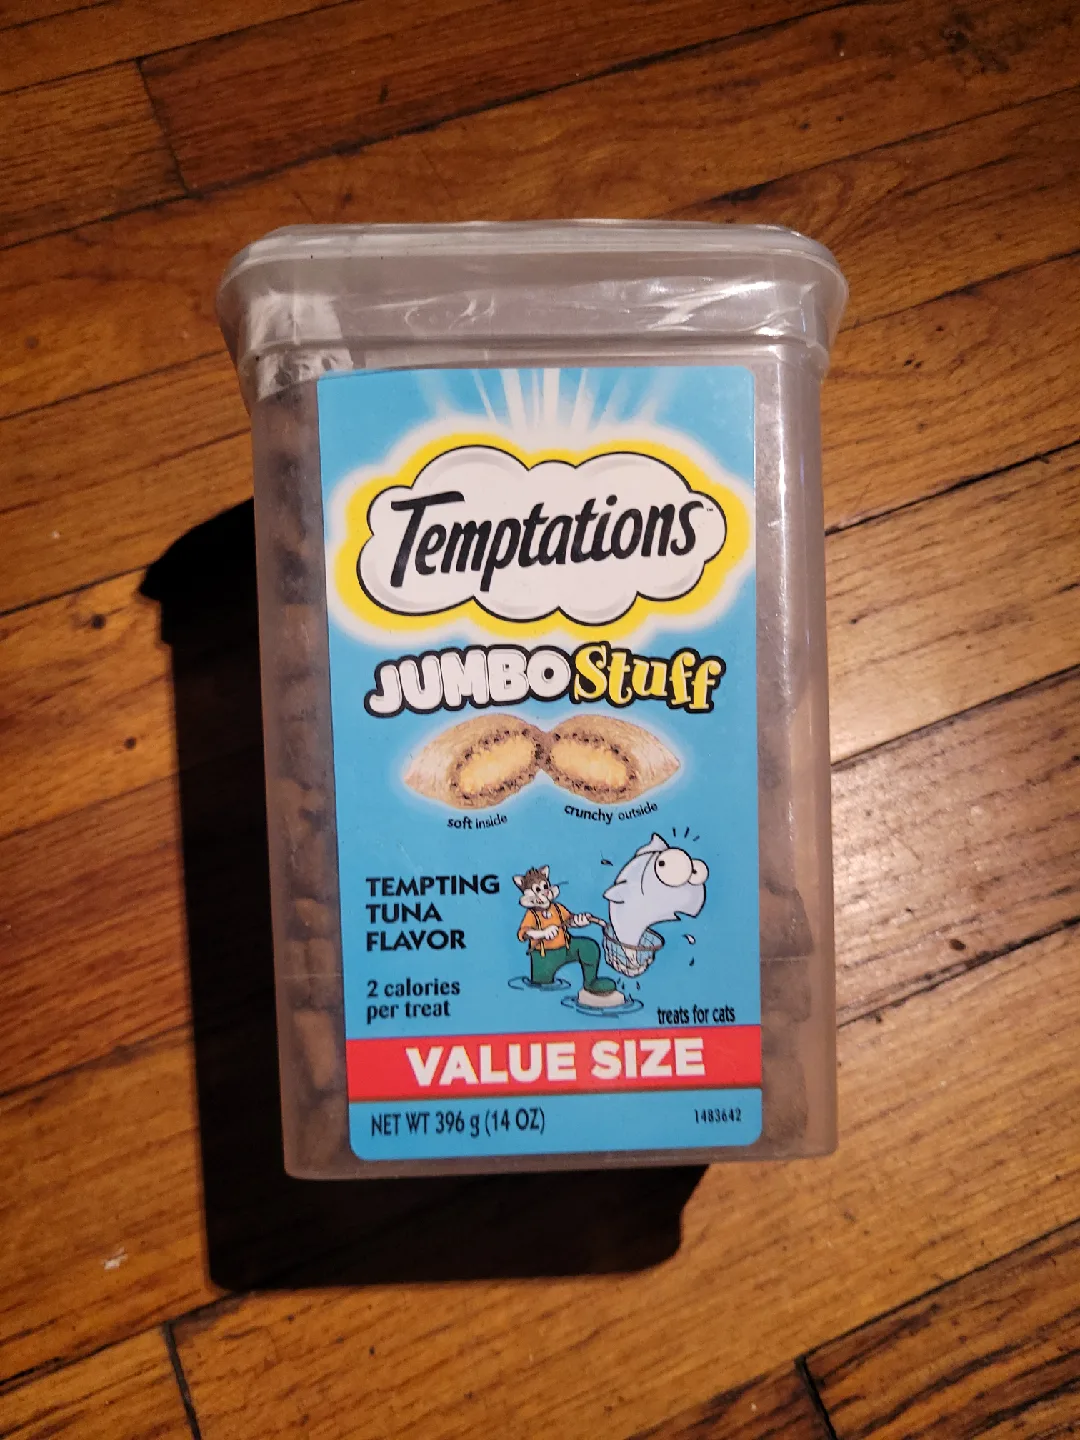 Temptations™
JUMBO Stuff
soft inside
crunchy outside
TEMPTING
TUNA
FLAVOR
2 calories
per treat
treats for cats
VALUE SIZE
NET WT 396 g (14 OZ)
1483642